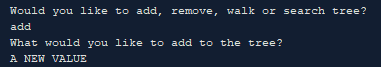 Would you like to add, remove, walk or search tree?
add
What would you like to add to the tree?
A NEW VALUE